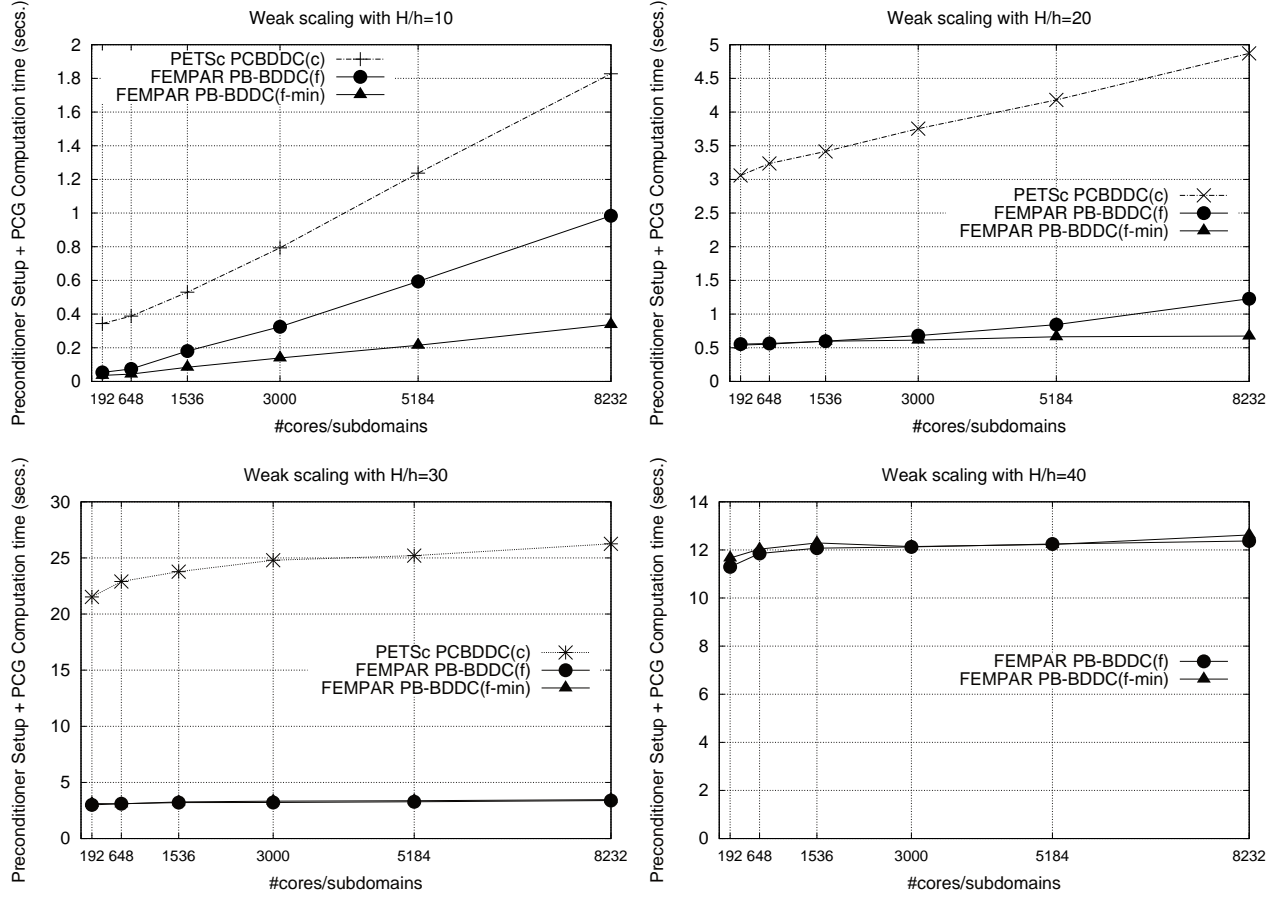 Weak scaling with H/h=10
Preconditioner Setup + PCG Computation time (secs.)
2
1.8
1.6
1.4
1.2
1
0.8
0.6
0.4
0.2
0
PETSc PCBDDC(c)
FEMPAR PB-BDDC(f)
FEMPAR PB-BDDC(f-min)
192 648 1536 3000 5184 8232
#cores/subdomains
Weak scaling with H/h=20
Preconditioner Setup + PCG Computation time (secs.)
5
4.5
4
3.5
3
2.5
2
1.5
1
0.5
0
PETSc PCBDDC(c)
FEMPAR PB-BDDC(f)
FEMPAR PB-BDDC(f-min)
192 648 1536 3000 5184 8232
#cores/subdomains
Weak scaling with H/h=30
Preconditioner Setup + PCG Computation time (secs.)
30
25
20
15
10
5
0
PETSc PCBDDC(c)
FEMPAR PB-BDDC(f)
FEMPAR PB-BDDC(f-min)
192 648 1536 3000 5184 8232
#cores/subdomains
Weak scaling with H/h=40
Preconditioner Setup + PCG Computation time (secs.)
14
12
10
8
6
4
2
0
FEMPAR PB-BDDC(f)
FEMPAR PB-BDDC(f-min)
192 648 1536 3000 5184 8232
#cores/subdomains